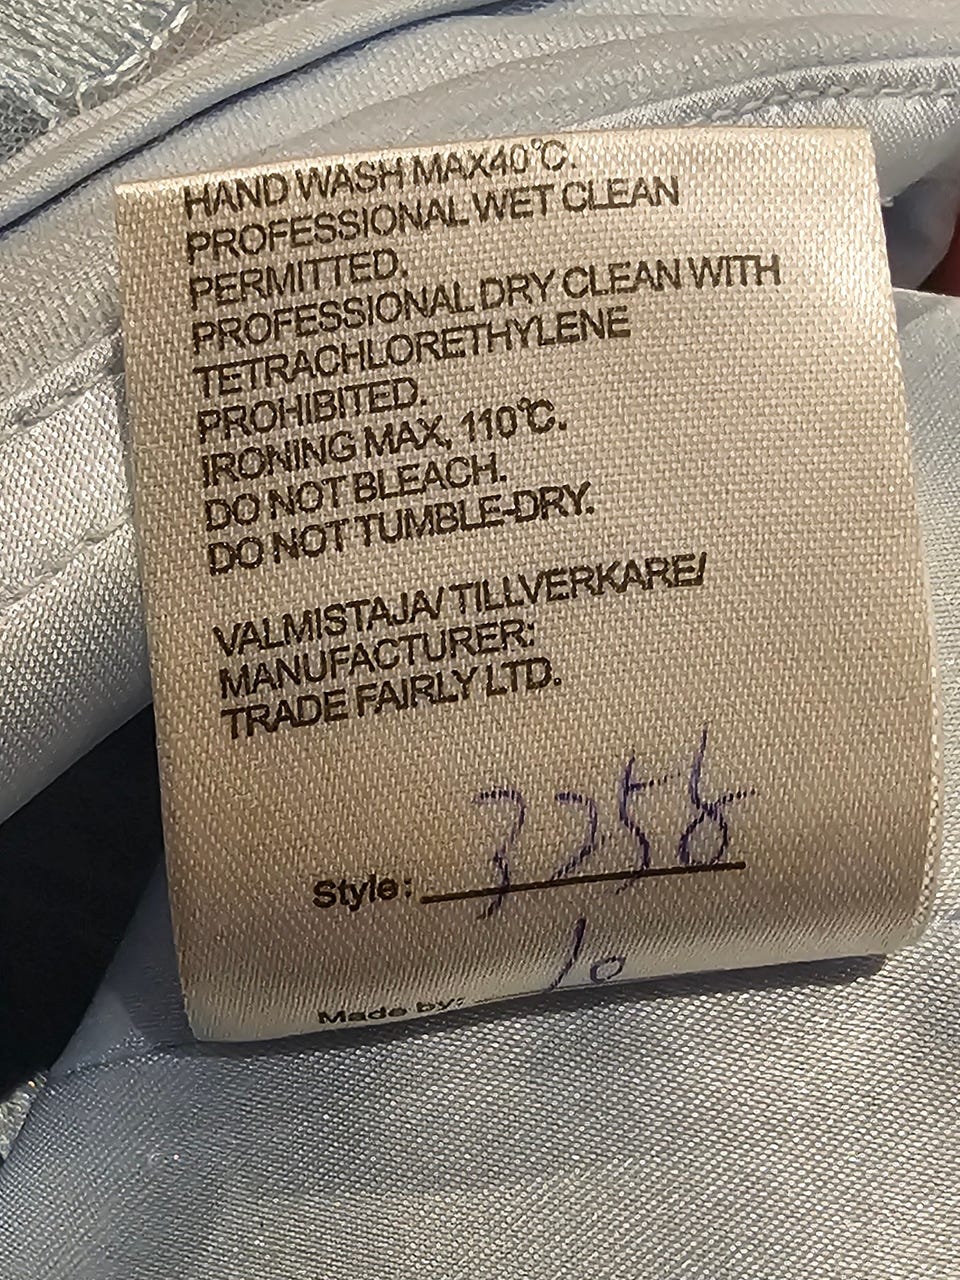 HAND WASH MAX40°C.
PROFESSIONAL WET CLEAN
PERMITTED.
PROFESSIONAL DRY CLEAN WITH
TETRACHLORETHYLENE
PROHIBITED.
IRONING MAX, 110°C.
DO NOT BLEACH.
DO NOT TUMBLE-DRY.
VALMISTAJA/ TILLVERKARE/
MANUFACTURER:
TRADE FAIRLY LTD.
Style:
Made by: 10